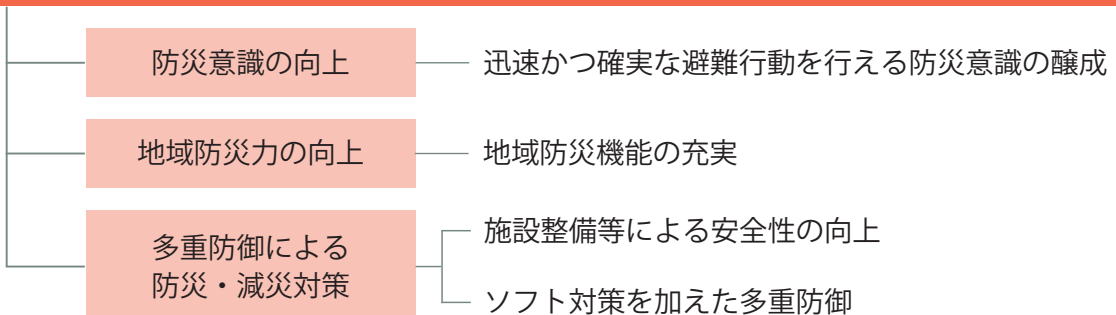 防災意識の向上
迅速かつ確実な避難行動を行える防災意識の醸成
地域防災力の向上
地域防災機能の充実
多重防御による
防災・減災対策
施設整備等による安全性の向上
ソフト対策を加えた多重防御